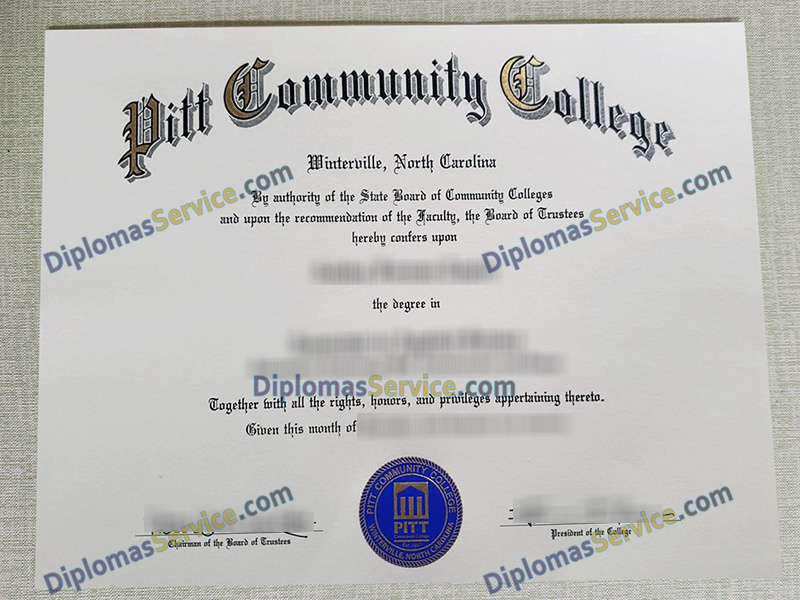 Pitt Community College
Winterville, North Carolina
By authority of the State Board of Community Colleges
and upon the recommendation of the Faculty, the Board of Trustees
hereby confers upon
DiplomasService.com
DiplomasService.com
the degree in
DiplomasService.com
Together with all the rights, honors, and privileges appertaining thereto.
Given this month of
PITT COMMUNITY COLLEGE
PITT
Community College
WINTERVILLE, NORTH CAROLINA
Chairman of the Board of Trustees
President of the College
DiplomasService.com
DiplomasService.com